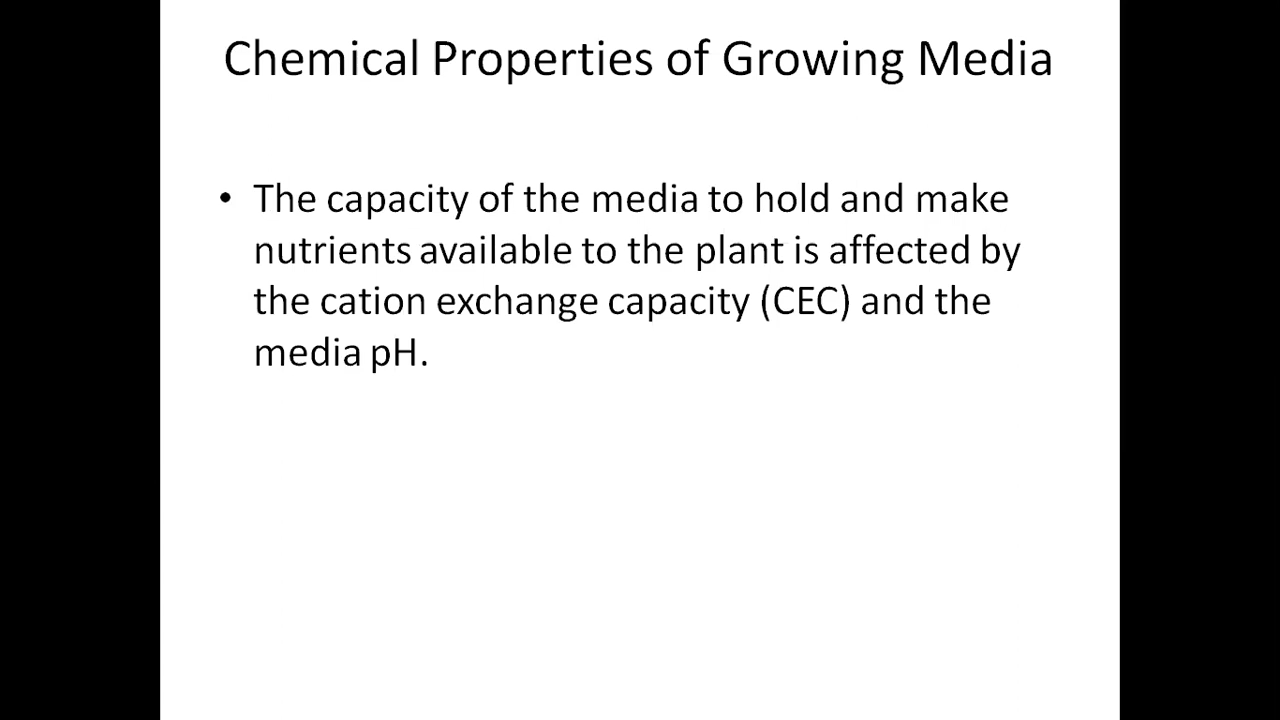 Chemical Properties of Growing Media
• The capacity of the media to hold and make
nutrients available to the plant is affected by
the cation exchange capacity (CEC) and the
media pH.